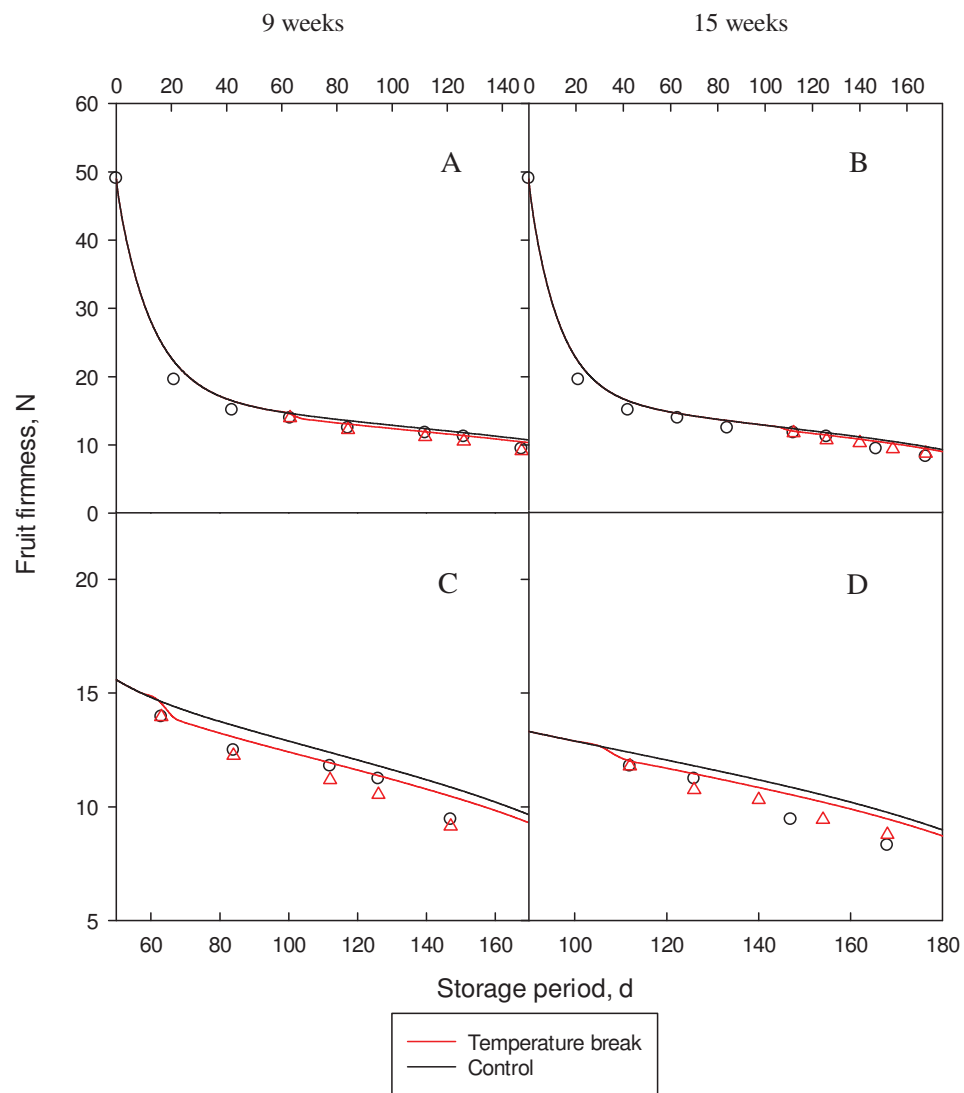 9 weeks 15 weeks
0 20 40 60 80 100 120 140 0 20 40 60 80 100 120 140 160
60
50
40
30
20
10
0
A B
20
15
10
5
C D
Fruit firmness, N
60 80 100 120 140 160 100 120 140 160 180
Storage period, d
Temperature break
Control